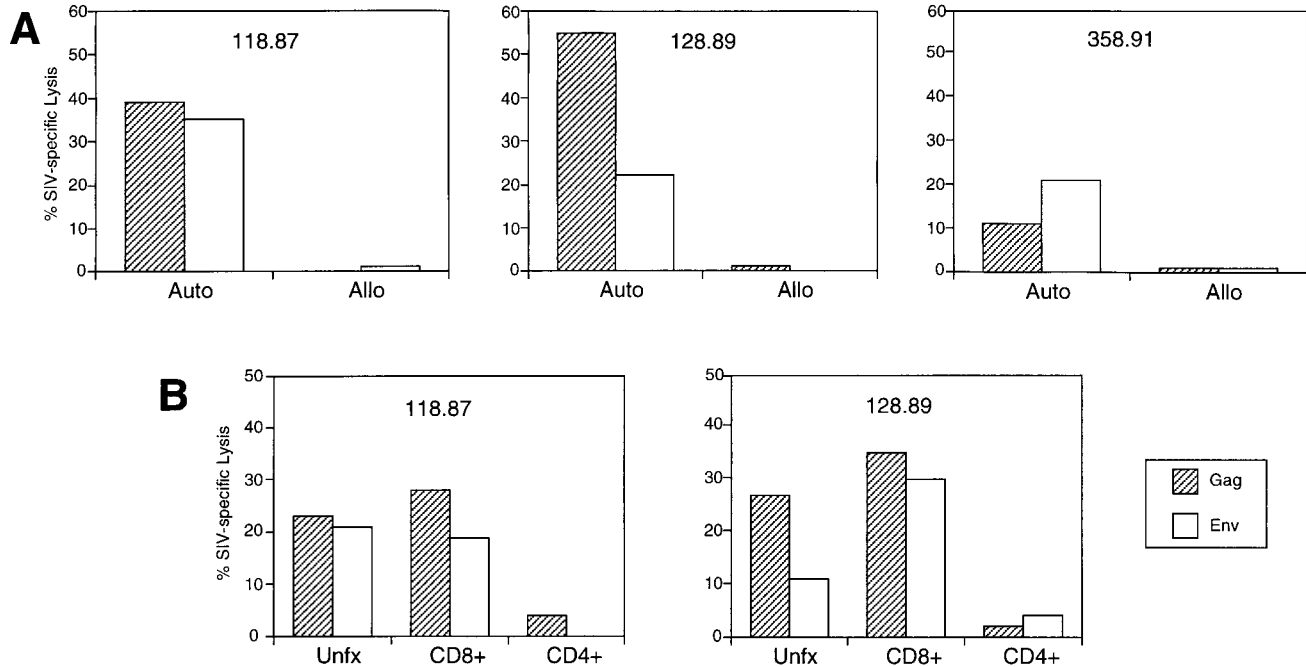 A
% SIV-specific Lysis
60
50
40
30
20
10
0
118.87
Auto
Allo
60
50
40
30
20
10
0
128.89
Auto
Allo
60
50
40
30
20
10
0
358.91
Auto
Allo
B
% SIV-specific Lysis
50
40
30
20
10
0
118.87
Unfx
CD8+
CD4+
50
40
30
20
10
0
128.89
Unfx
CD8+
CD4+
Gag
Env